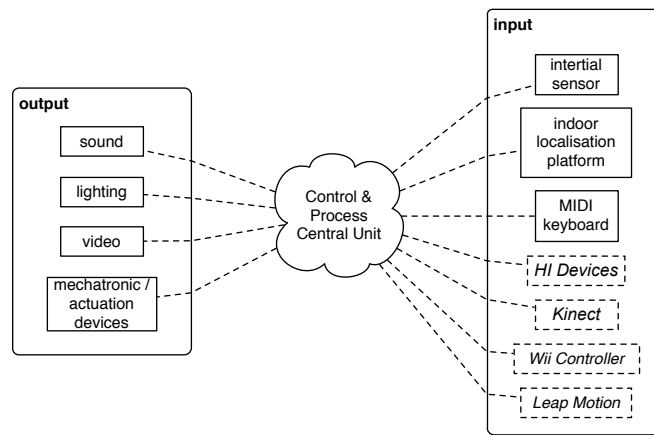 output
sound
lighting
video
mechatronic /
actuation
devices
Control &
Process
Central Unit
input
intertial
sensor
indoor
localisation
platform
MIDI
keyboard
HI Devices
Kinect
Wii Controller
Leap Motion